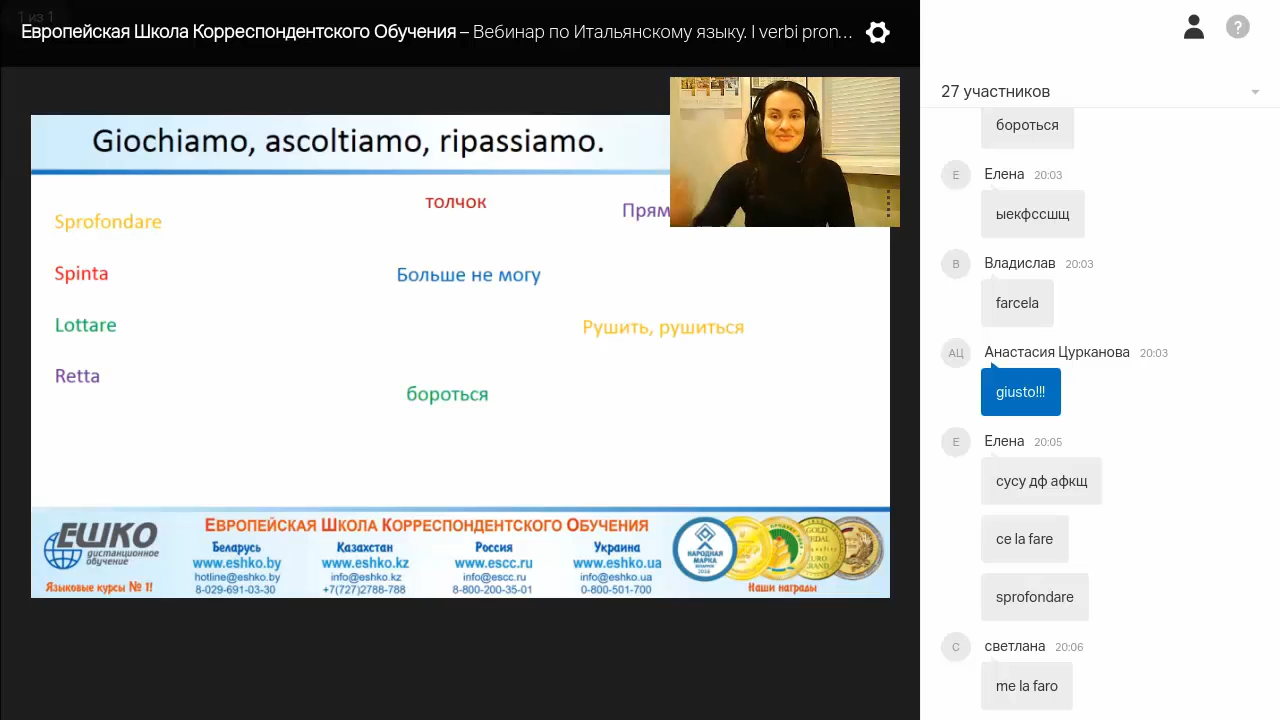 1 из 1
Европейская Школа Корреспондентского Обучения – Вебинар по Итальянскому языку. I verbi pron...
Giochiamo, ascoltiamo, ripassiamo.
Sprofondare
толчок
Прям
Spinta
Больше не могу
Lottare
Рушить, рушиться
Retta
бороться
ЕШКО
дистанционное
обучение
Языковые курсы № 1!
Европейская Школа Корреспондентского Обучения
Беларусь
www.eshko.by
hotline@eshko.by
8-029-691-03-30
Казахстан
www.eshko.kz
info@eshko.kz
+7(727)2788-788
Россия
www.escc.ru
info@escc.ru
8-800-200-35-01
Украина
www.eshko.ua
info@eshko.ua
0-800-501-700
НАРОДНАЯ
МАРКА
GOLD
MEDAL
Наши награды
?
27 участников
бороться
Е
Елена 20:03
ыекфссшщ
В
Владислав 20:03
farcela
АЦ
Анастасия Цурканова 20:03
giusto!!!
Е
Елена 20:05
сусу дф афкщ
ce la fare
sprofondare
С
светлана 20:06
me la faro